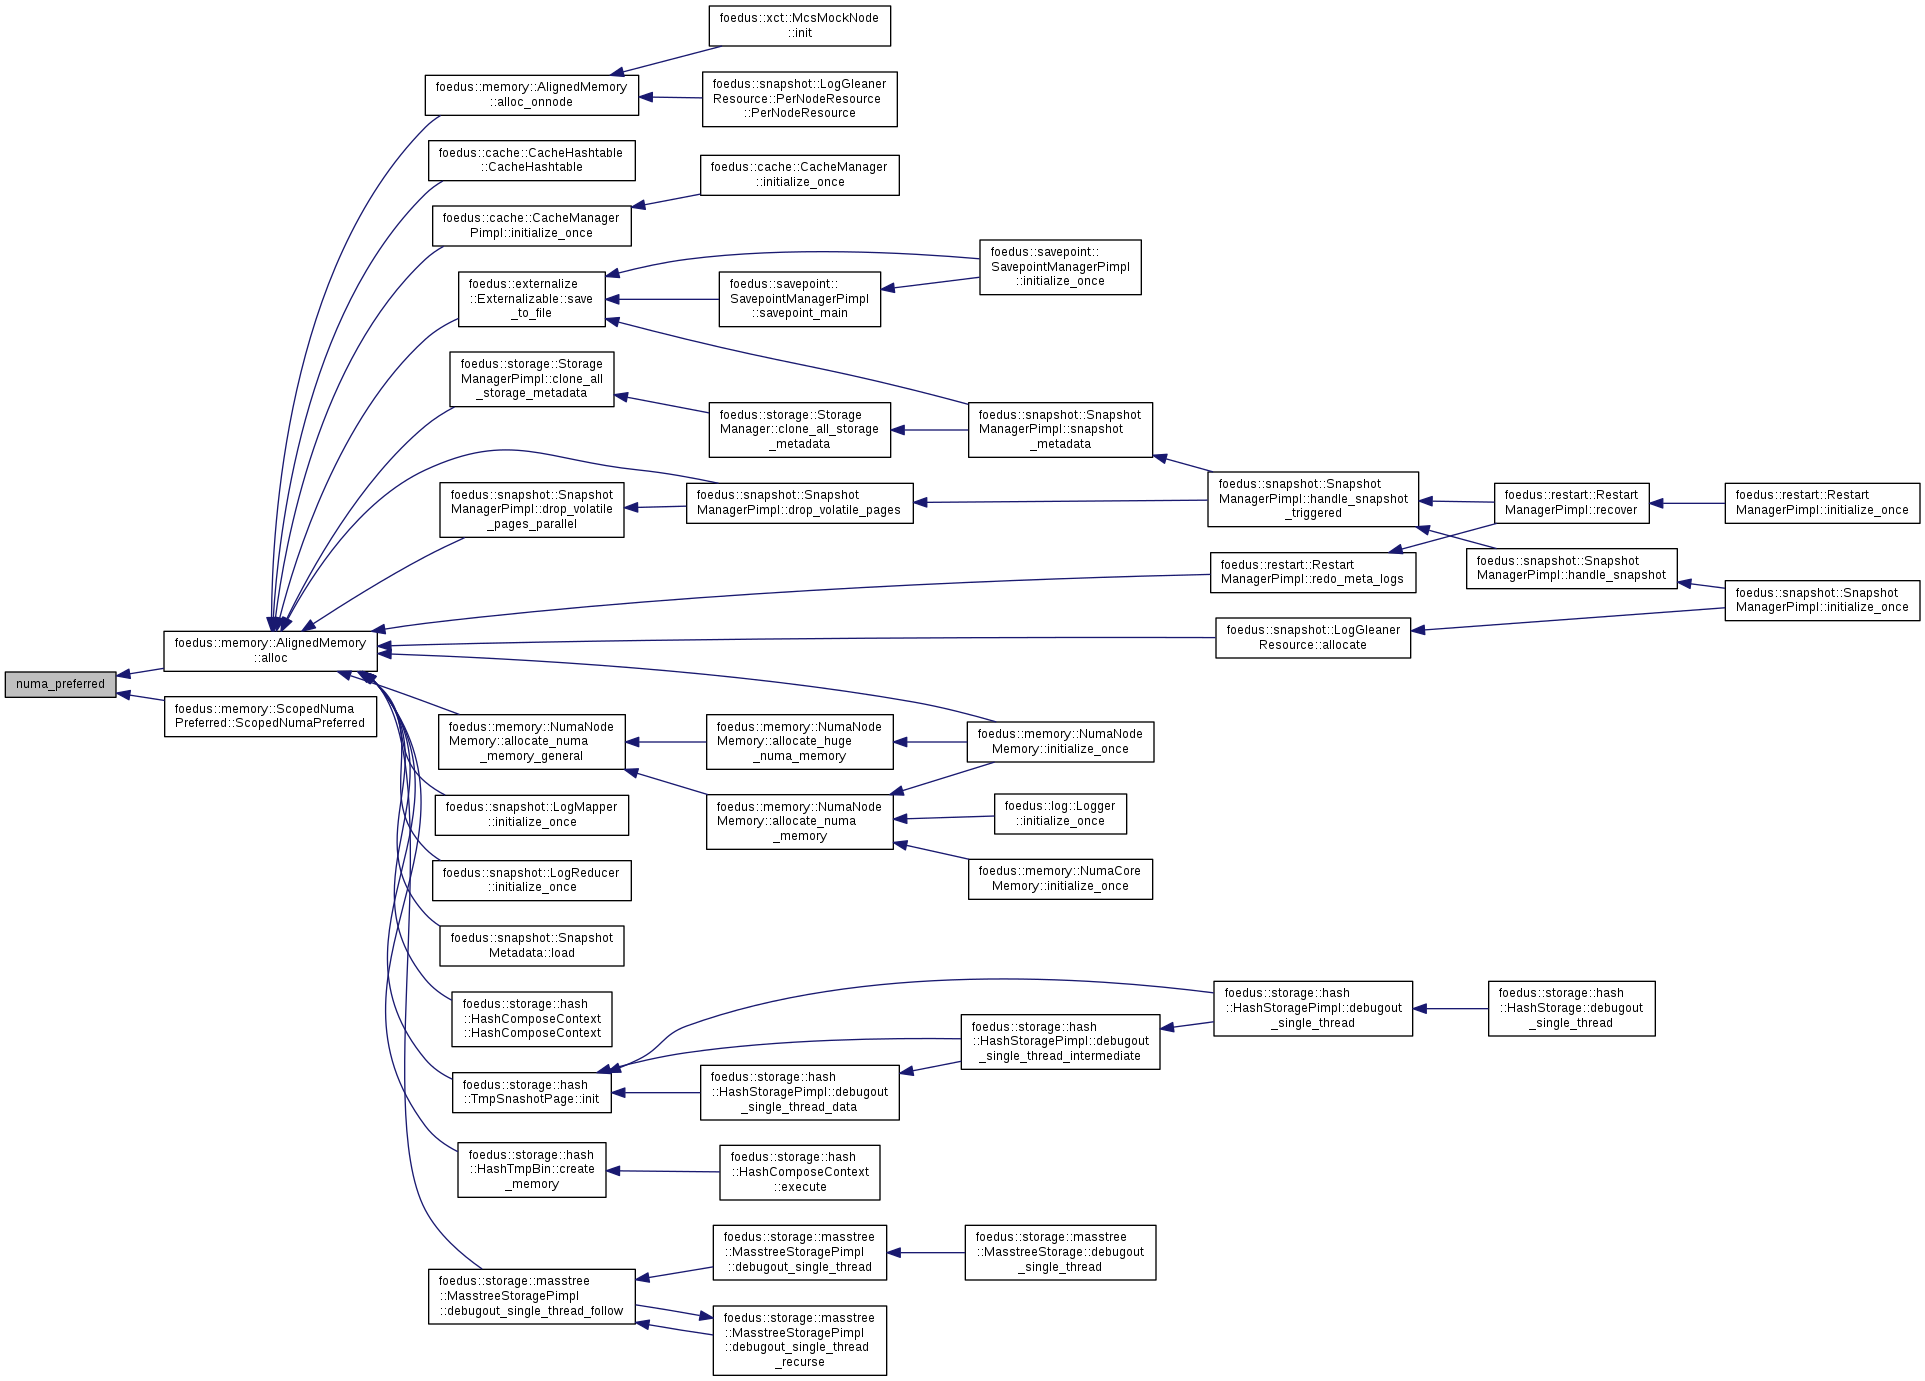 foedus::xct::McsMockNode
::init
foedus::memory::AlignedMemory
::alloc_onnode
foedus::snapshot::LogGleaner
Resource::PerNodeResource
::PerNodeResource
foedus::cache::CacheHashtable
::CacheHashtable
foedus::cache::CacheManager
::initialize_once
foedus::cache::CacheManager
Pimpl::initialize_once
foedus::savepoint::
SavepointManagerPimpl
::initialize_once
foedus::externalize
::Externalizable::save
_to_file
foedus::savepoint::
SavepointManagerPimpl
::savepoint_main
foedus::storage::Storage
ManagerPimpl::clone_all
_storage_metadata
foedus::storage::Storage
Manager::clone_all_storage
_metadata
foedus::snapshot::Snapshot
ManagerPimpl::snapshot
_metadata
foedus::snapshot::Snapshot
ManagerPimpl::drop_volatile
_pages_parallel
foedus::snapshot::Snapshot
ManagerPimpl::drop_volatile_pages
foedus::snapshot::Snapshot
ManagerPimpl::handle_snapshot
_triggered
foedus::restart::Restart
ManagerPimpl::recover
foedus::restart::Restart
ManagerPimpl::initialize_once
foedus::restart::Restart
ManagerPimpl::redo_meta_logs
foedus::snapshot::Snapshot
ManagerPimpl::handle_snapshot
foedus::snapshot::Snapshot
ManagerPimpl::initialize_once
foedus::snapshot::LogGleaner
Resource::allocate
foedus::memory::AlignedMemory
::alloc
numa_preferred
foedus::memory::ScopedNuma
Preferred::ScopedNumaPreferred
foedus::memory::NumaNode
Memory::allocate_numa
_memory_general
foedus::memory::NumaNode
Memory::allocate_huge
_numa_memory
foedus::memory::NumaNode
Memory::initialize_once
foedus::snapshot::LogMapper
::initialize_once
foedus::memory::NumaNode
Memory::allocate_numa
_memory
foedus::log::Logger
::initialize_once
foedus::snapshot::LogReducer
::initialize_once
foedus::memory::NumaCore
Memory::initialize_once
foedus::snapshot::Snapshot
Metadata::load
foedus::storage::hash
::HashComposeContext
::HashComposeContext
foedus::storage::hash
::HashStoragePimpl::debugout
_single_thread
foedus::storage::hash
::HashStorage::debugout
_single_thread
foedus::storage::hash
::HashStoragePimpl::debugout
_single_thread_intermediate
foedus::storage::hash
::TmpSnashotPage::init
foedus::storage::hash
::HashStoragePimpl::debugout
_single_thread_data
foedus::storage::hash
::HashTmpBin::create
_memory
foedus::storage::hash
::HashComposeContext
::execute
foedus::storage::masstree
::MasstreeStoragePimpl
::debugout_single_thread
foedus::storage::masstree
::MasstreeStorage::debugout
_single_thread
foedus::storage::masstree
::MasstreeStoragePimpl
::debugout_single_thread_follow
foedus::storage::masstree
::MasstreeStoragePimpl
::debugout_single_thread
_recurse